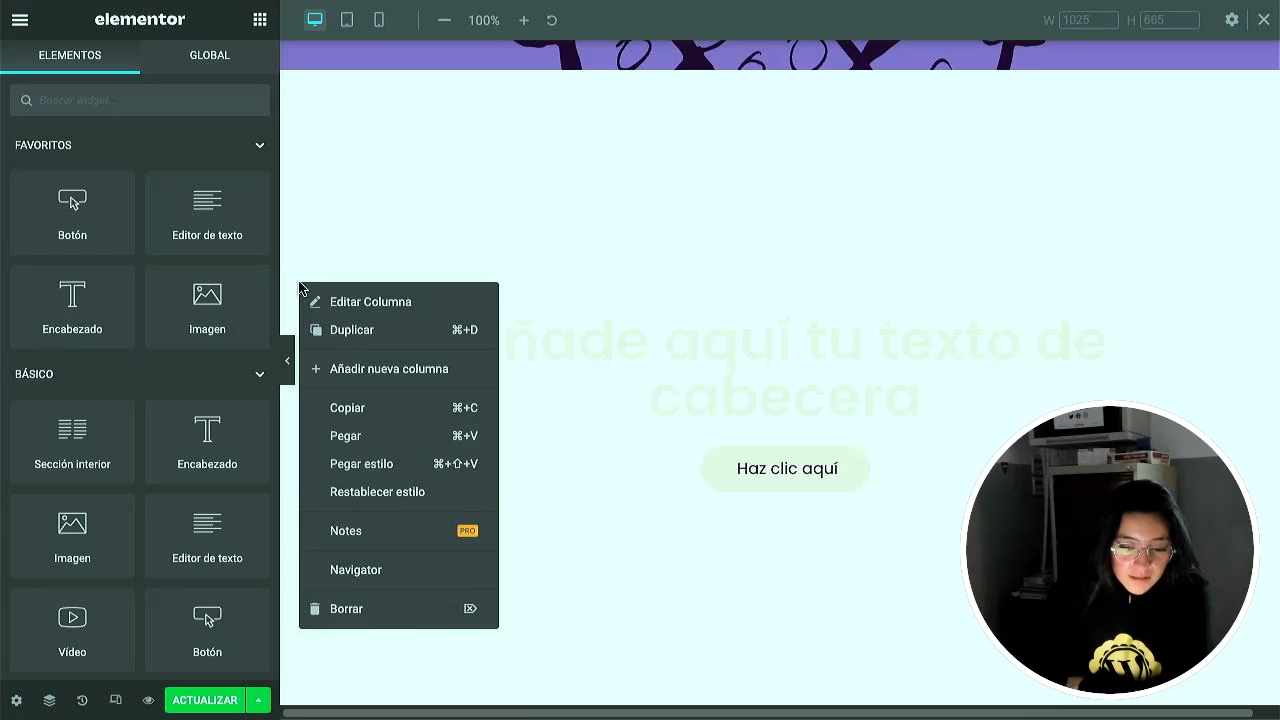 elementor
100%
W 1025 H 665
ELEMENTOS GLOBAL
Buscar widget...
FAVORITOS
Botón
Editor de texto
Encabezado
Imagen
BÁSICO
Sección interior
Encabezado
Imagen
Editor de texto
Vídeo
Botón
ACTUALIZAR
Editar Columna
Duplicar ⌘+D
Añadir nueva columna
Copiar ⌘+C
Pegar ⌘+V
Pegar estilo ⌘+⇧+V
Restablecer estilo
Notes PRO
Navigator
Borrar
ñade aquí tu texto de
cabecera
Haz clic aquí